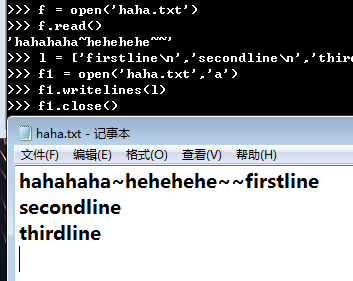 >>> f = open('haha.txt')
>>> f.read()
'hahahaha~hehehehe~~'
>>> l = ['firstline\n','secondline\n','thir
>>> f1 = open('haha.txt','a')
>>> f1.writelines(l)
>>> f1.close()
haha.txt - 记事本
文件(F) 编辑(E) 格式(O) 查看(V) 帮助(H)
hahahaha~hehehehe~~firstline
secondline
thirdline